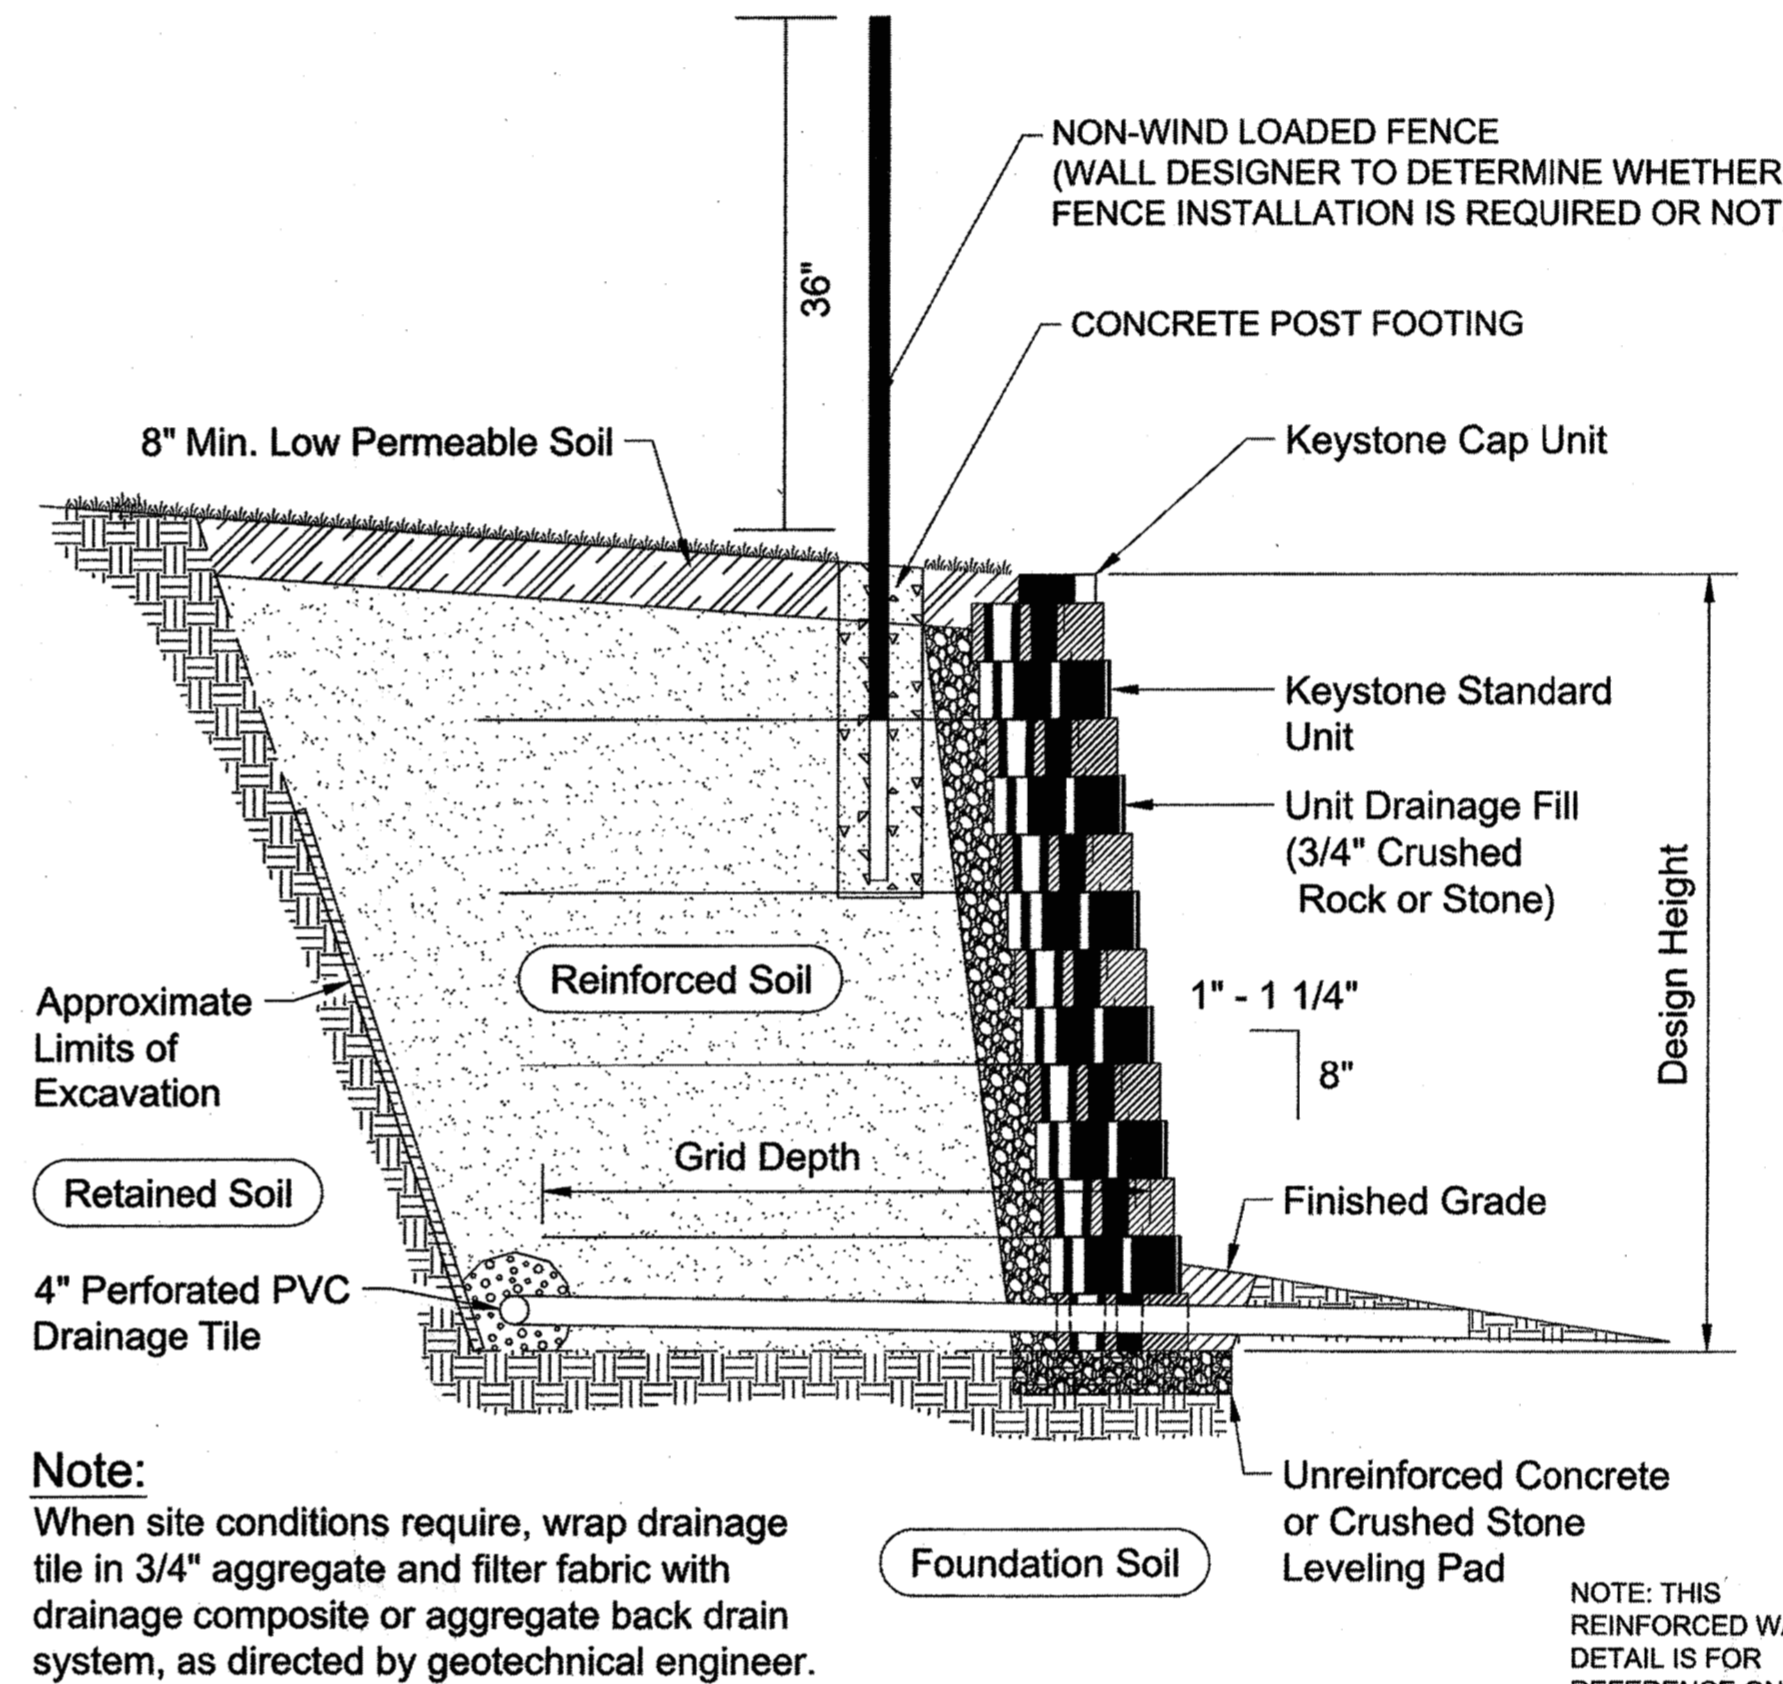 36"
NON-WIND LOADED FENCE
(WALL DESIGNER TO DETERMINE WHETHER
FENCE INSTALLATION IS REQUIRED OR NOT
CONCRETE POST FOOTING
8" Min. Low Permeable Soil
Keystone Cap Unit
Keystone Standard
Unit
Unit Drainage Fill
(3/4" Crushed
Rock or Stone)
Design Height
Reinforced Soil
1" - 1 1/4"
8"
Approximate
Limits of
Excavation
Grid Depth
Retained Soil
Finished Grade
4" Perforated PVC
Drainage Tile
Note:
When site conditions require, wrap drainage
tile in 3/4" aggregate and filter fabric with
drainage composite or aggregate back drain
system, as directed by geotechnical engineer.
Foundation Soil
Unreinforced Concrete
or Crushed Stone
Leveling Pad
NOTE: THIS
REINFORCED
DETAIL IS FOR